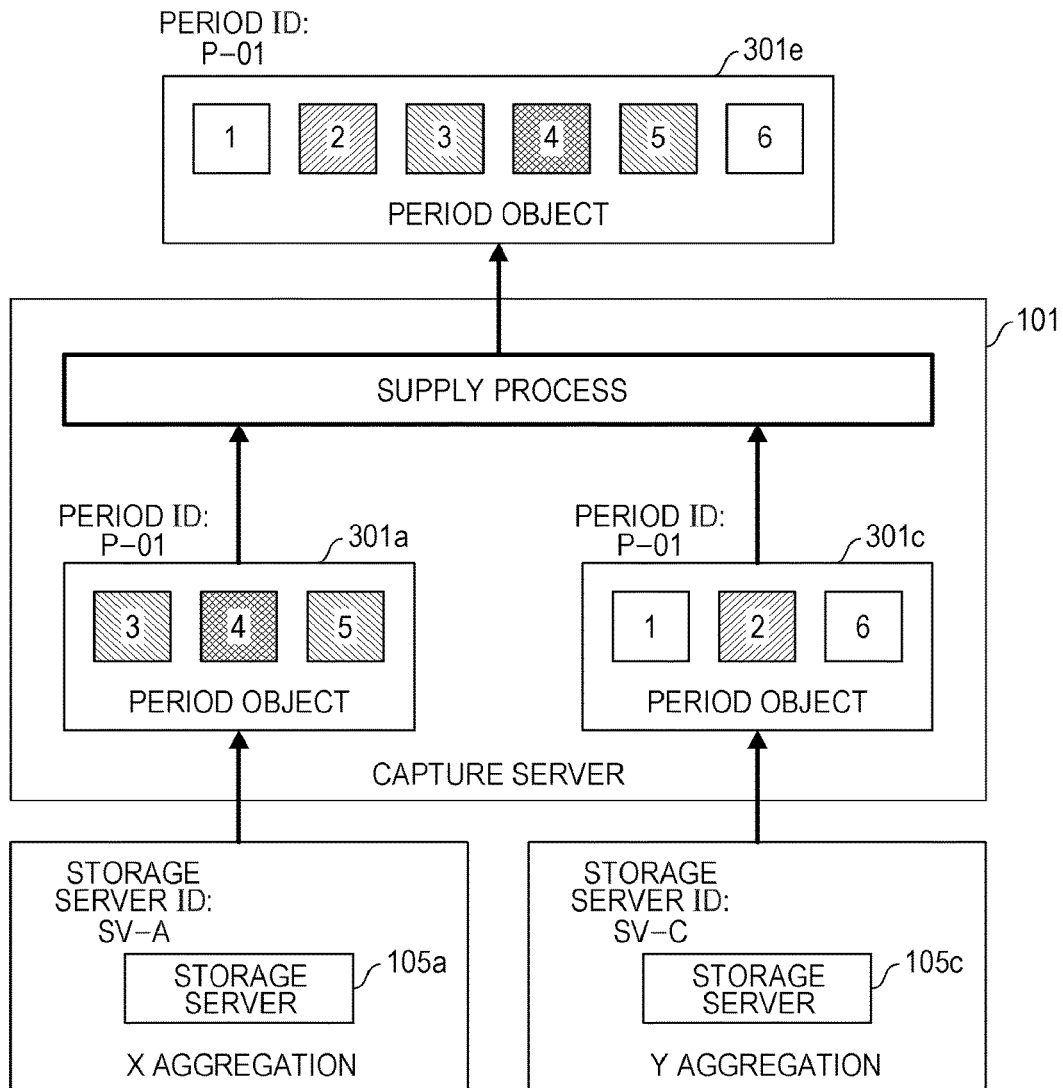 PERIOD ID:
P-01
301e
1 2 3 4 5 6
PERIOD OBJECT
101
SUPPLY PROCESS
PERIOD ID:
P-01
301a
3 4 5
PERIOD OBJECT
PERIOD ID:
P-01
301c
1 2 6
PERIOD OBJECT
CAPTURE SERVER
STORAGE
SERVER ID:
SV-A
STORAGE
SERVER
105a
X AGGREGATION
STORAGE
SERVER ID:
SV-C
STORAGE
SERVER
105c
Y AGGREGATION